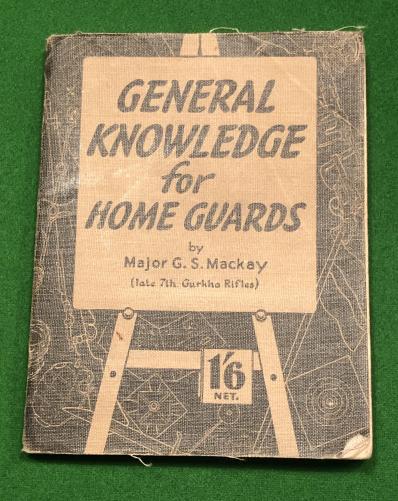 GENERAL
KNOWLEDGE
for
HOME GUARDS
by
Major G. S. Mackay
(late 7th. Gurkha Rifles)
1'6
NET.